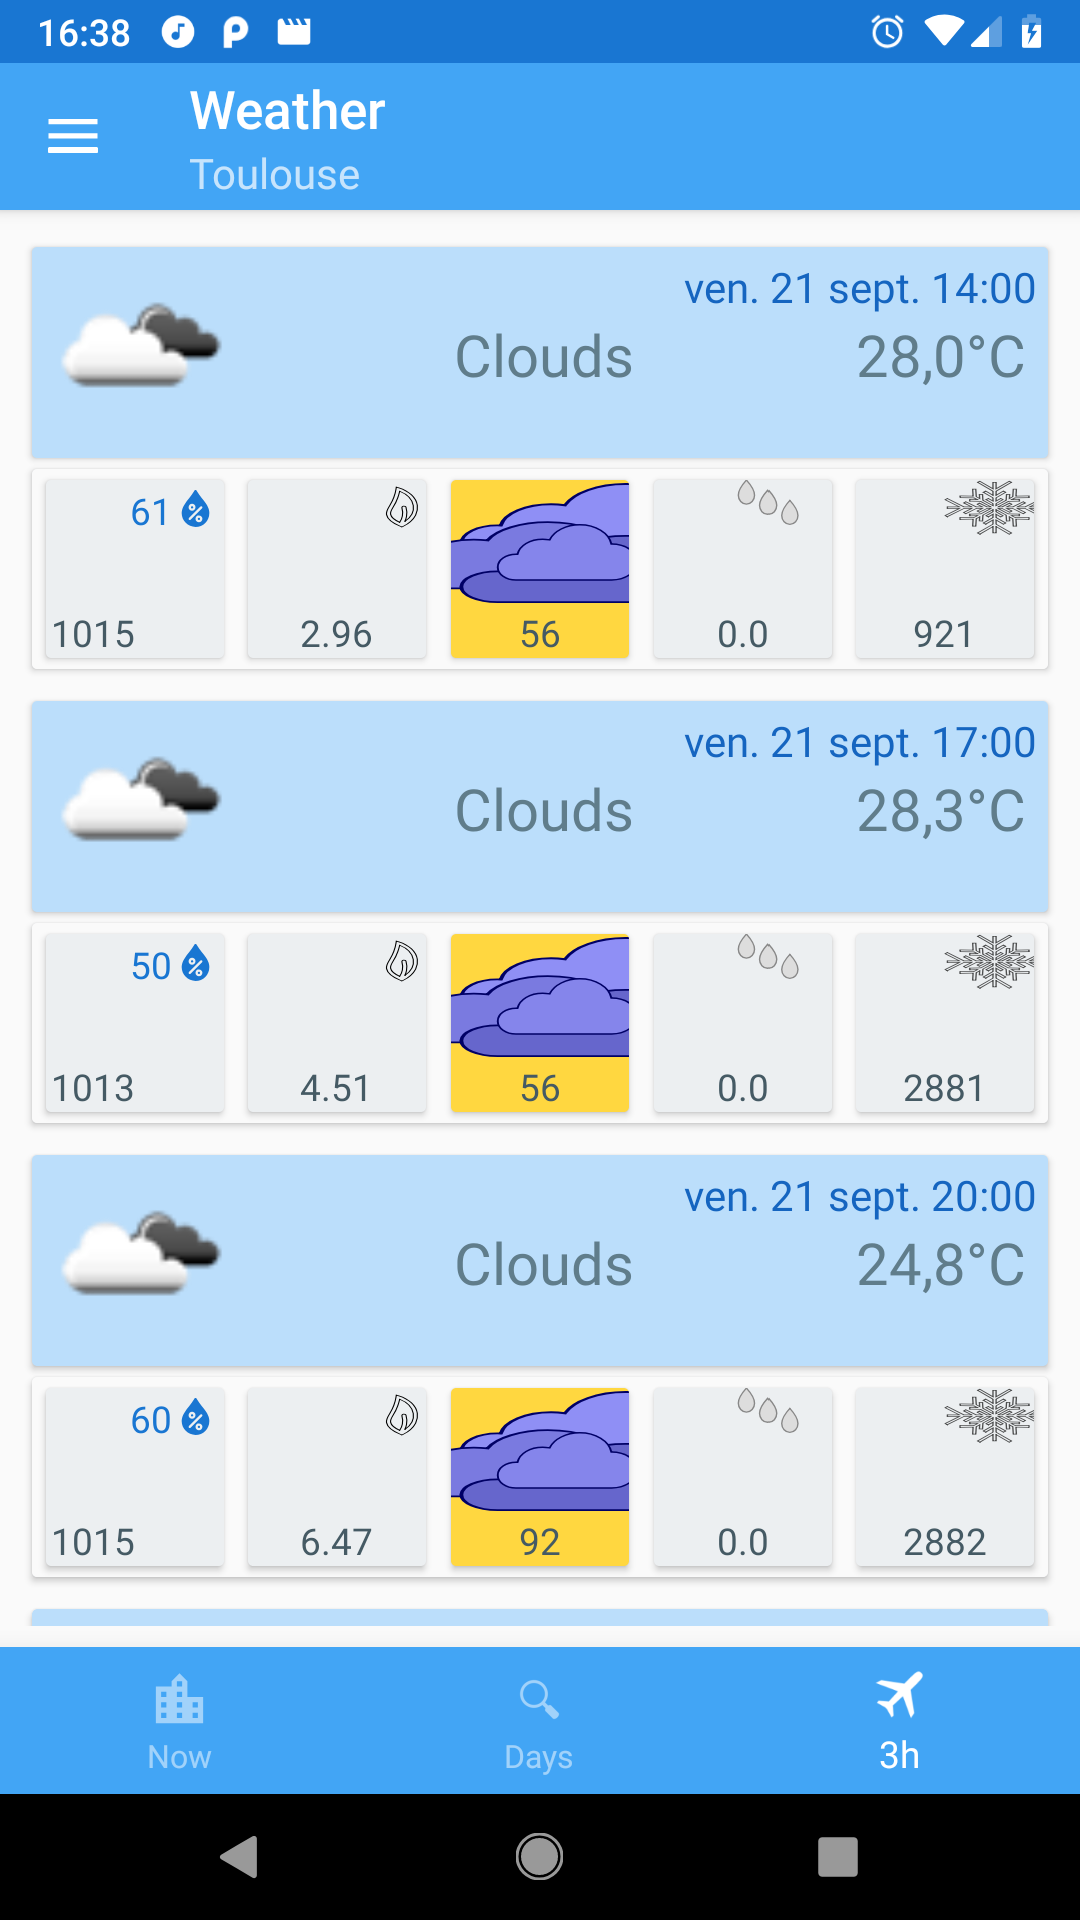 16:38
Weather
Toulouse
ven. 21 sept. 14:00
Clouds 28,0°C
61 %
1015 2.96 56 0.0 921
ven. 21 sept. 17:00
Clouds 28,3°C
50 %
1013 4.51 56 0.0 2881
ven. 21 sept. 20:00
Clouds 24,8°C
60 %
1015 6.47 92 0.0 2882
Now Days 3h